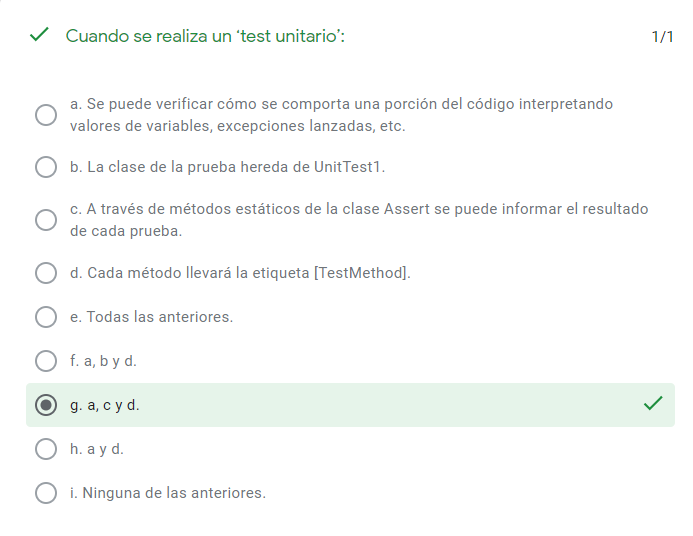 Cuando se realiza un ‘test unitario’:
1/1
a. Se puede verificar cómo se comporta una porción del código interpretando
valores de variables, excepciones lanzadas, etc.
b. La clase de la prueba hereda de UnitTest1.
c. A través de métodos estáticos de la clase Assert se puede informar el resultado
de cada prueba.
d. Cada método llevará la etiqueta [TestMethod].
e. Todas las anteriores.
f. a, b y d.
g. a, c y d.
h. a y d.
i. Ninguna de las anteriores.